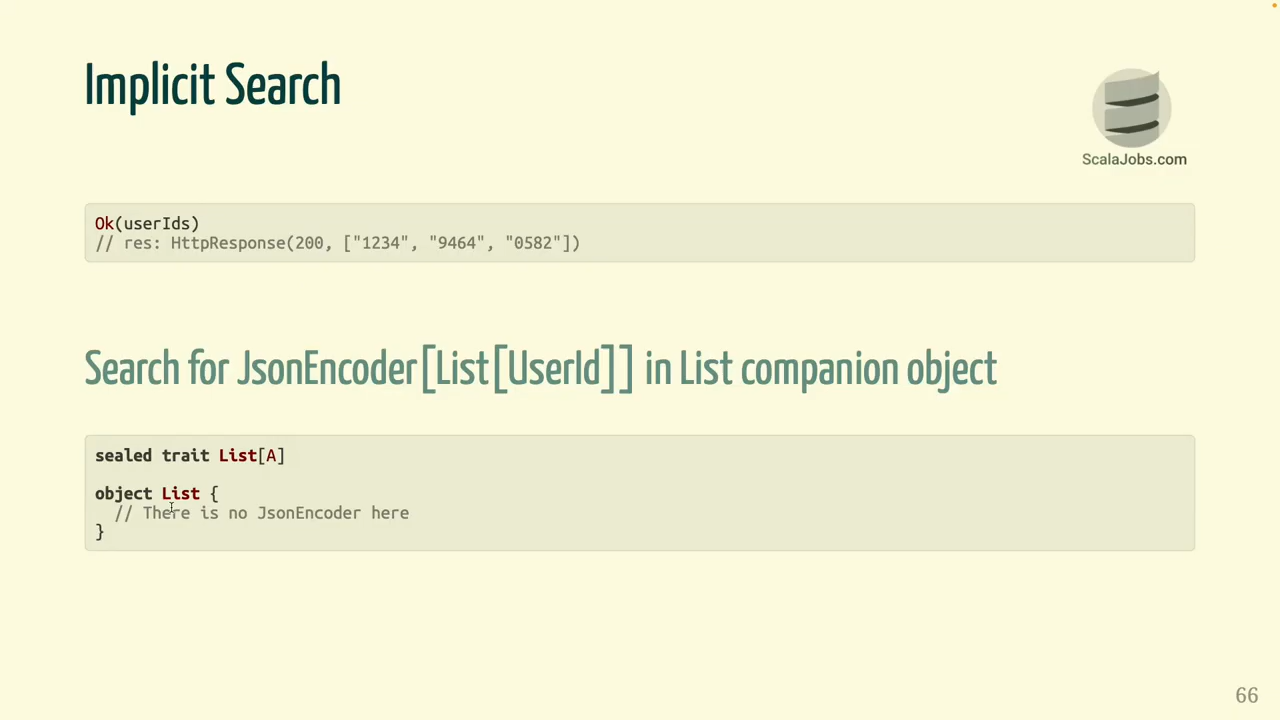 Implicit Search
ScalaJobs.com
Ok(userIds)
// res: HttpResponse(200, ["1234", "9464", "0582"])
Search for JsonEncoder[List[UserId]] in List companion object
sealed trait List[A]
object List {
  // There is no JsonEncoder here
}
66